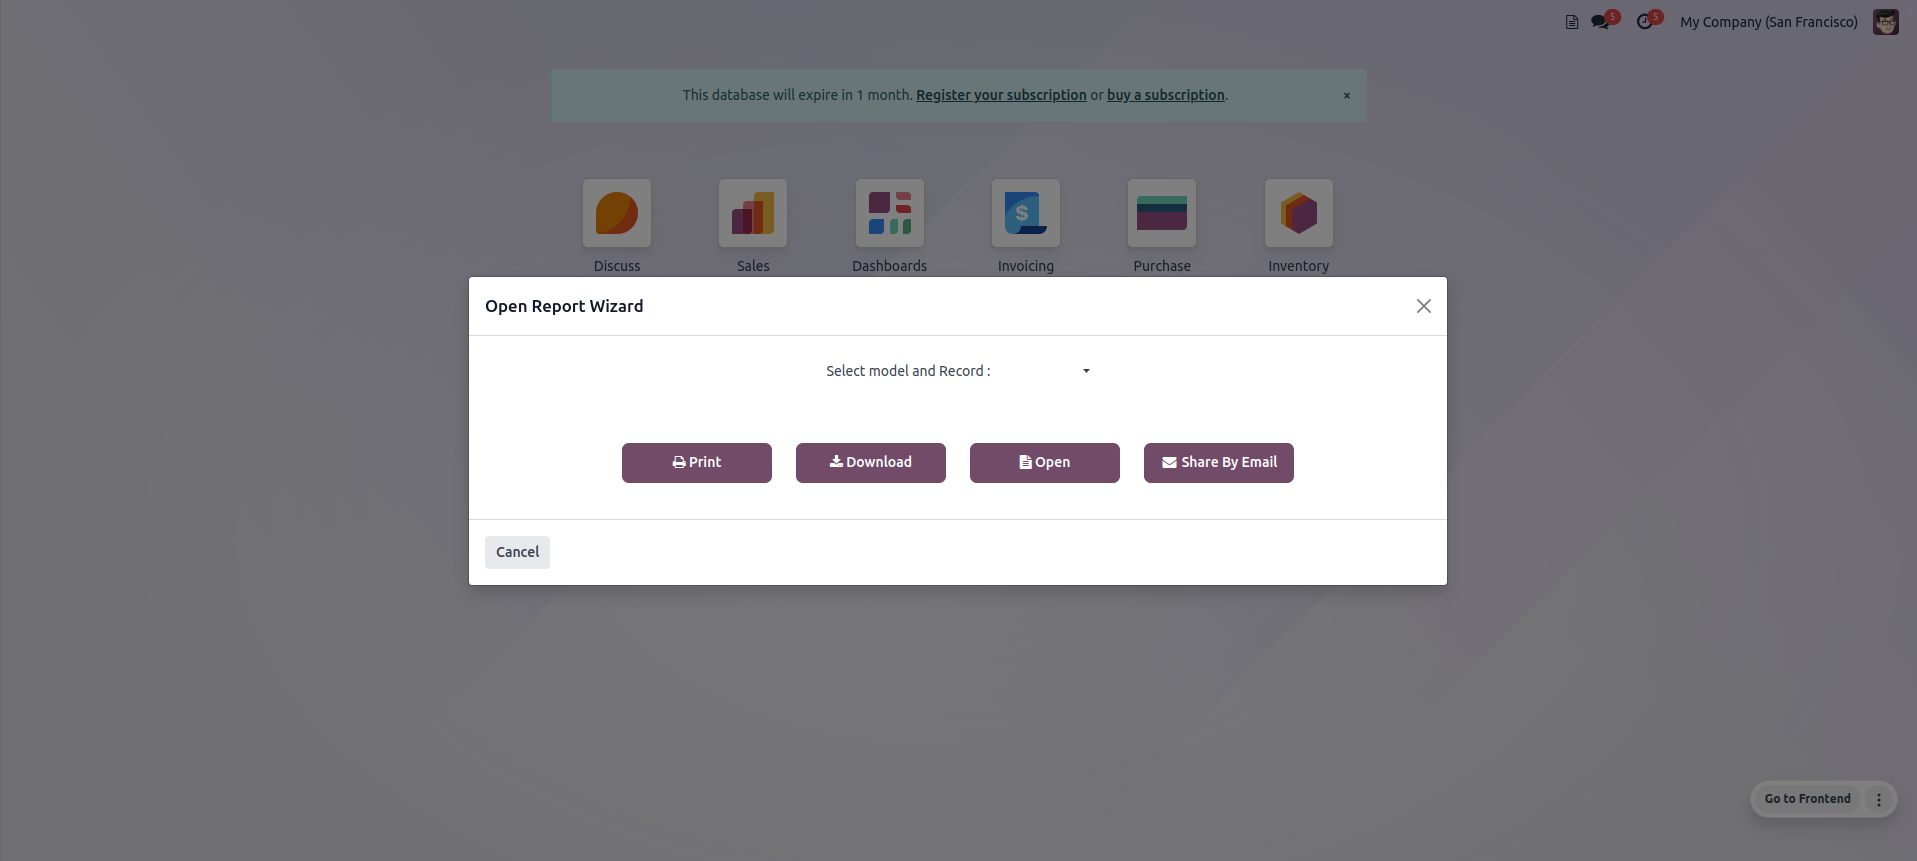 5
5
My Company (San Francisco)
This database will expire in 1 month. Register your subscription or buy a subscription.
×
Discuss
Sales
Dashboards
Invoicing
Purchase
Inventory
Open Report Wizard
Select model and Record :
Print
Download
Open
Share By Email
Cancel
Go to Frontend